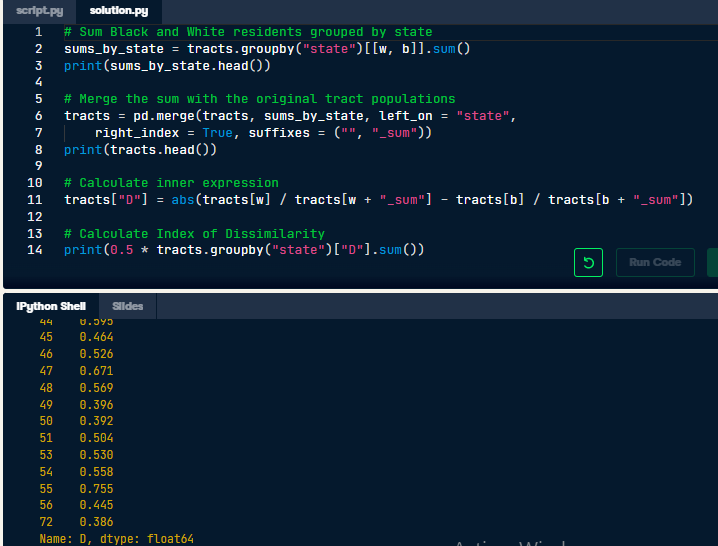 script.py solution.py
1 # Sum Black and White residents grouped by state
2 sums_by_state = tracts.groupby("state")[[w, b]].sum()
3 print(sums_by_state.head())
4
5 # Merge the sum with the original tract populations
6 tracts = pd.merge(tracts, sums_by_state, left_on = "state",
7 right_index = True, suffixes = ("", "_sum"))
8 print(tracts.head())
9
10 # Calculate inner expression
11 tracts["D"] = abs(tracts[w] / tracts[w + "_sum"] - tracts[b] / tracts[b + "_sum"])
12
13 # Calculate Index of Dissimilarity
14 print(0.5 * tracts.groupby("state")["D"].sum())
Run Code
IPython Shell Slides
44 0.595
45 0.464
46 0.526
47 0.671
48 0.569
49 0.396
50 0.392
51 0.504
53 0.530
54 0.558
55 0.755
56 0.445
72 0.386
Name: D, dtype: float64